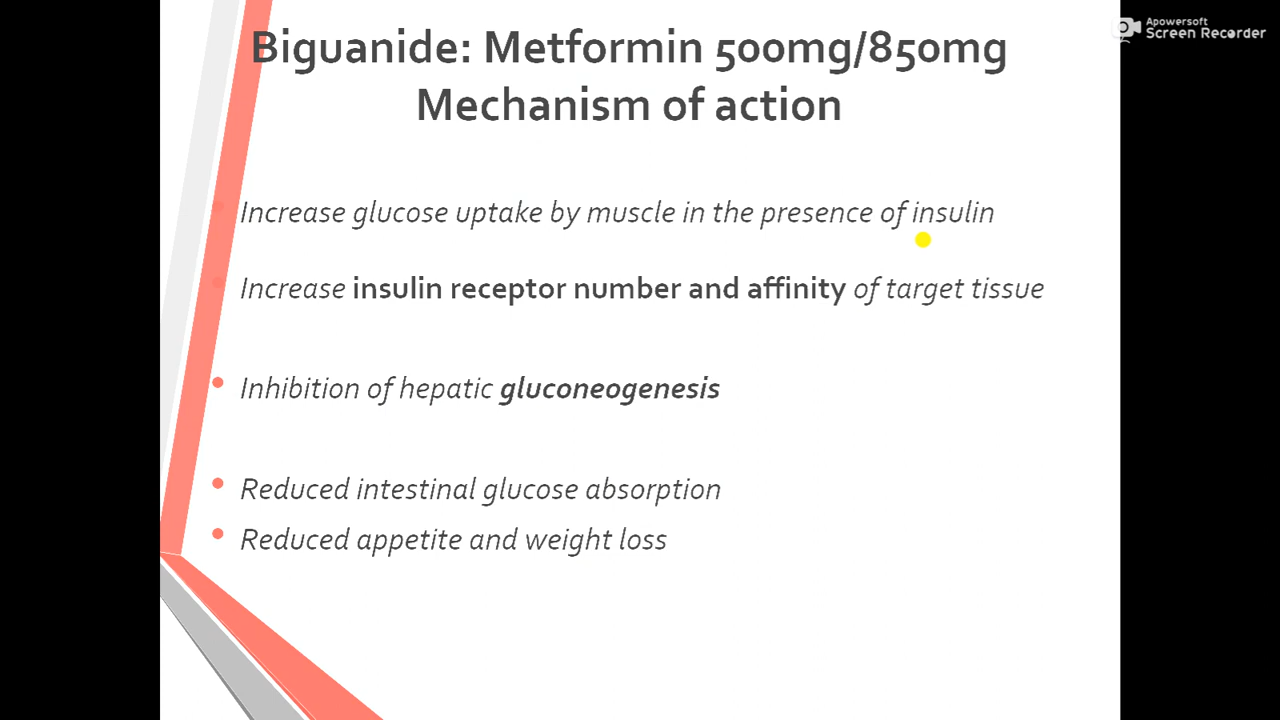 Apowersoft
Screen Recorder
Biguanide: Metformin 500mg/850mg
Mechanism of action
• Increase glucose uptake by muscle in the presence of insulin
• Increase insulin receptor number and affinity of target tissue
• Inhibition of hepatic gluconeogenesis
• Reduced intestinal glucose absorption
• Reduced appetite and weight loss